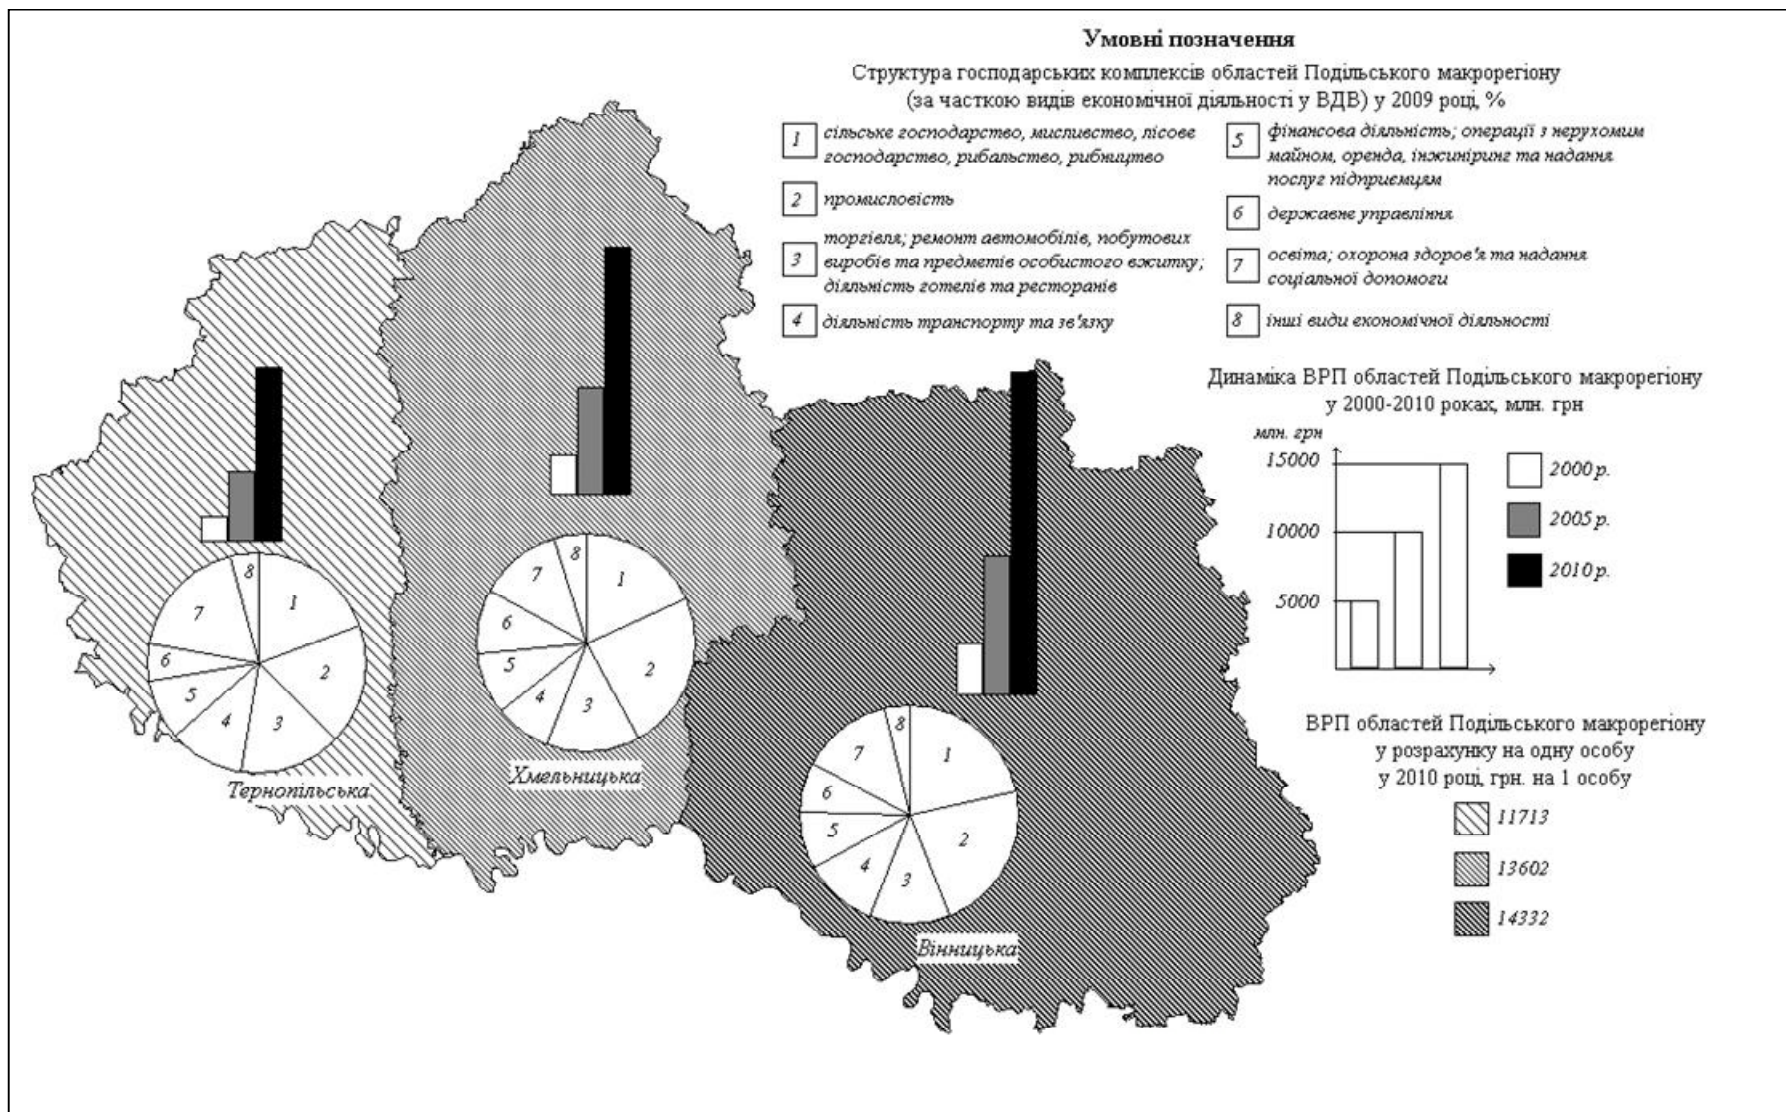 Умовні позначення
Структура господарських комплексів областей Подільського макрорегіону
(за часткою видів економічної діяльності у ВДВ) у 2009 році, %
1 сільське господарство, мисливство, лісове
господарство, рибальство, рибництво
2 промисловість
3 торгівля; ремонт автомобілів, побутових
виробів та предметів особистого вжитку;
діяльність готелів та ресторанів
4 діяльність транспорту та зв'язку
5 фінансова діяльність; операції з нерухомим
майном, оренда, інжиніринг та надання
послуг підприємцям
6 державне управління
7 освіта; охорона здоров'я та надання
соціальної допомоги
8 інші види економічної діяльності
Динаміка ВРП областей Подільського макрорегіону
у 2000-2010 роках, млн. грн
млн. грн
15000
10000
5000
2000 р.
2005 р.
2010 р.
ВРП областей Подільського макрорегіону
у розрахунку на одну особу
у 2010 році, грн. на 1 особу
11713
13602
14332
1
2
3
4
5
6
7
8
Тернопільська
1
2
3
4
5
6
7
8
Хмельницька
1
2
3
4
5
6
7
8
Вінницька